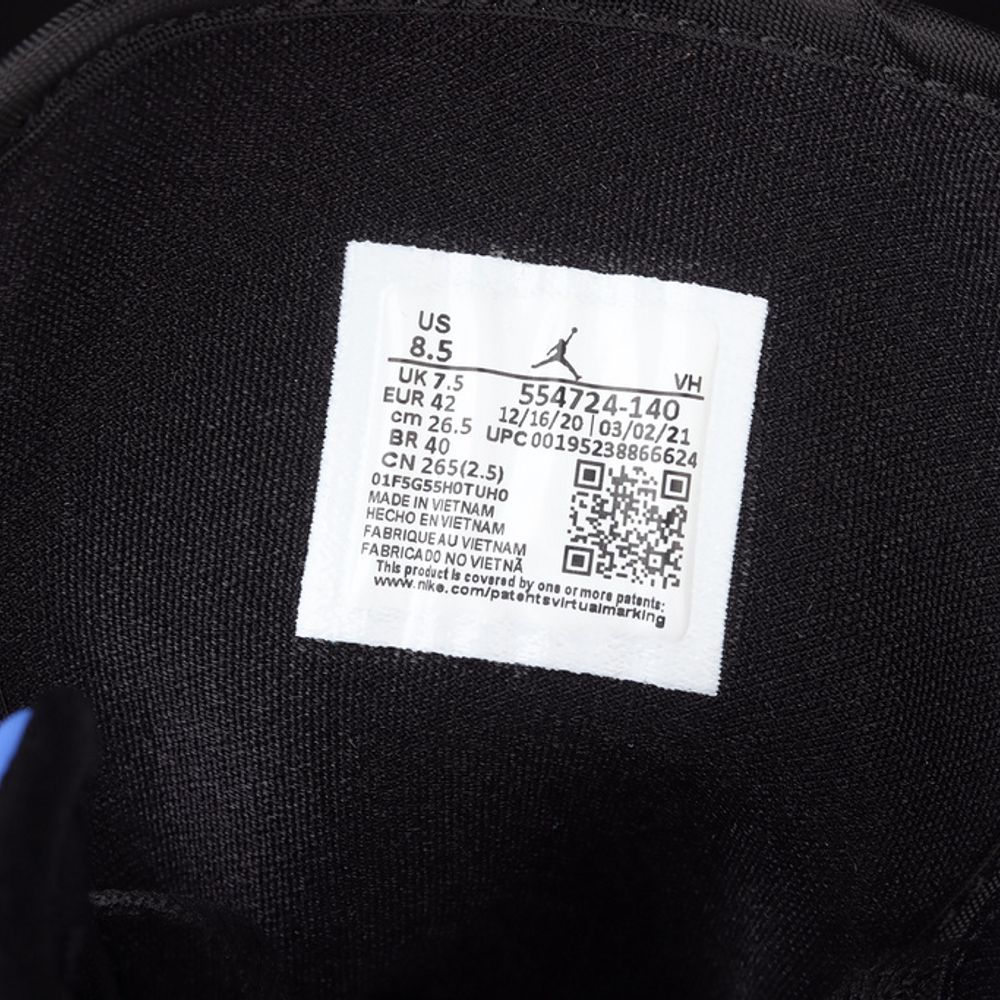 US
8.5
VH
UK 7.5
EUR 42
cm 26.5
BR 40
CN 265(2.5)
554724-140
12/16/20 | 03/02/21
UPC 00195238866624
01F5G55H0TUH0
MADE IN VIETNAM
HECHO EN VIETNAM
FABRIQUE AU VIETNAM
FABRICADO NO VIETNÃ
This product is covered by one or more patents:
www.nike.com/patentsvirtualmarking